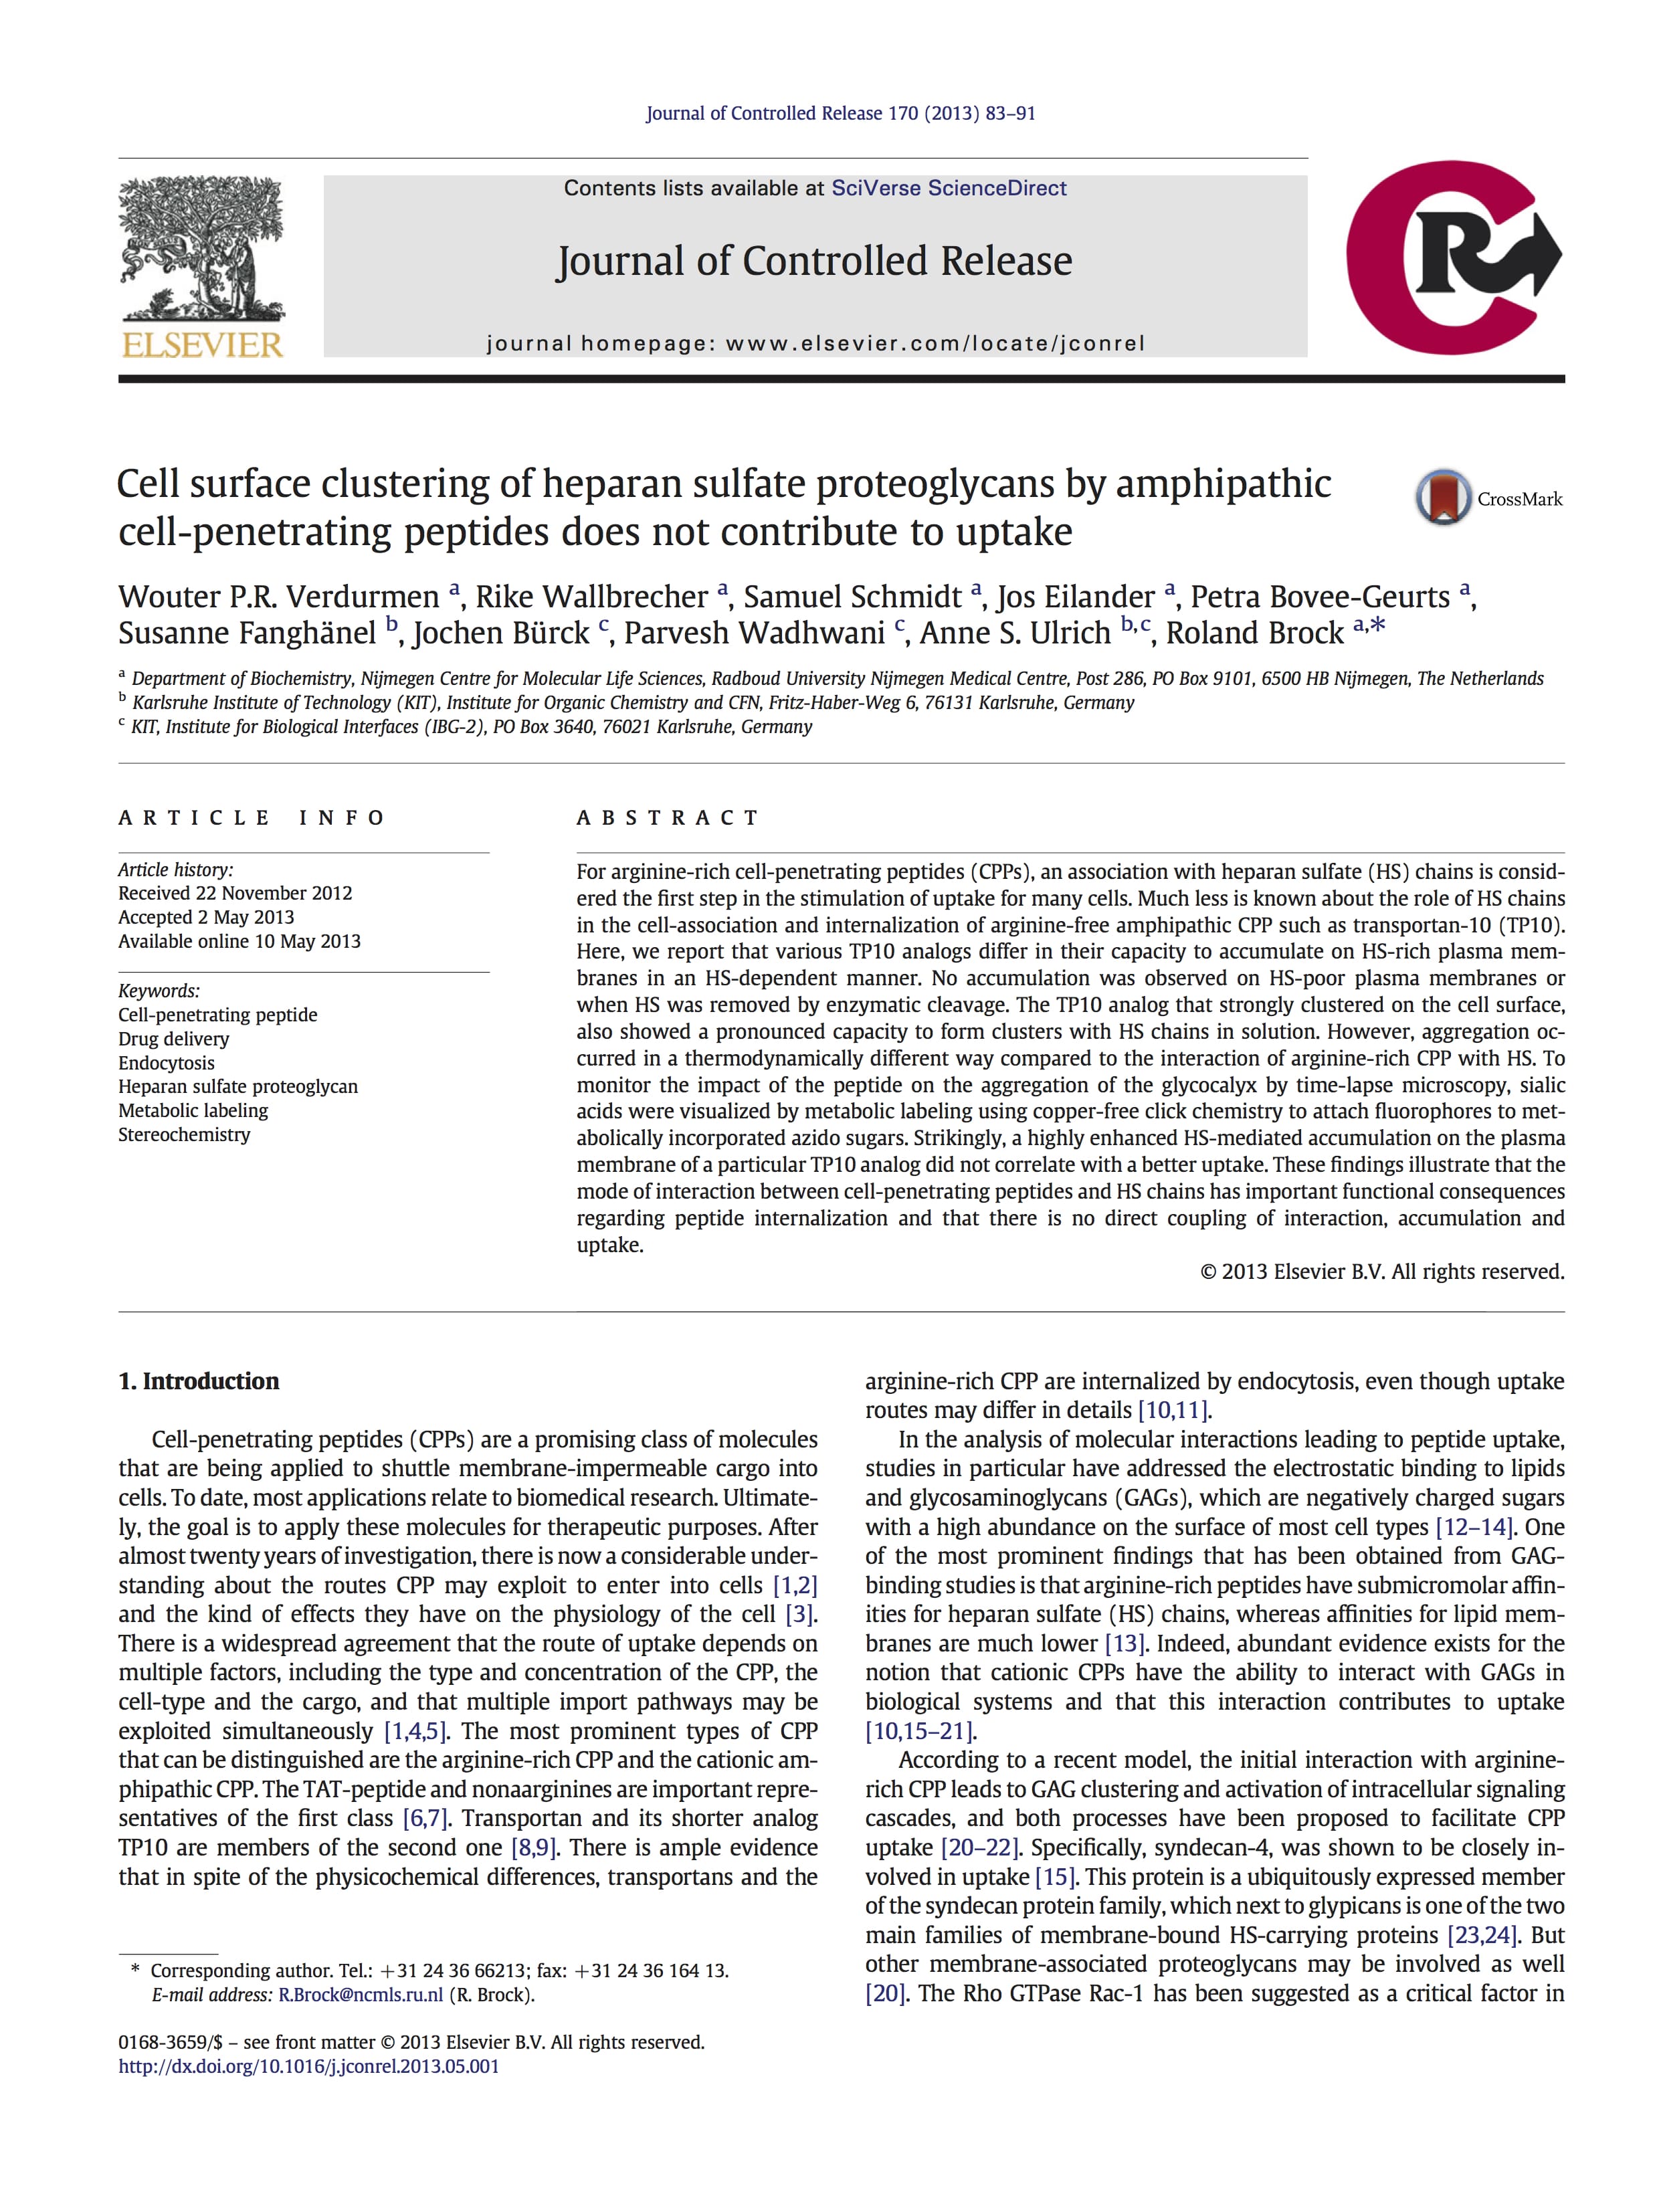 Journal of Controlled Release 170 (2013) 83–91
Contents lists available at SciVerse ScienceDirect
Journal of Controlled Release
journal homepage: www.elsevier.com/locate/jconrel
ELSEVIER
CR
Cell surface clustering of heparan sulfate proteoglycans by amphipathic
cell-penetrating peptides does not contribute to uptake
CrossMark
Wouter P.R. Verdurmen a, Rike Wallbrecher a, Samuel Schmidt a, Jos Eilander a, Petra Bovee-Geurts a,
Susanne Fanghänel b, Jochen Bürck c, Parvesh Wadhwani c, Anne S. Ulrich b,c, Roland Brock a,*
a Department of Biochemistry, Nijmegen Centre for Molecular Life Sciences, Radboud University Nijmegen Medical Centre, Post 286, PO Box 9101, 6500 HB Nijmegen, The Netherlands
b Karlsruhe Institute of Technology (KIT), Institute for Organic Chemistry and CFN, Fritz-Haber-Weg 6, 76131 Karlsruhe, Germany
c KIT, Institute for Biological Interfaces (IBG-2), PO Box 3640, 76021 Karlsruhe, Germany
ARTICLE INFO
Article history:
Received 22 November 2012
Accepted 2 May 2013
Available online 10 May 2013
Keywords:
Cell-penetrating peptide
Drug delivery
Endocytosis
Heparan sulfate proteoglycan
Metabolic labeling
Stereochemistry
ABSTRACT
For arginine-rich cell-penetrating peptides (CPPs), an association with heparan sulfate (HS) chains is consid-
ered the first step in the stimulation of uptake for many cells. Much less is known about the role of HS chains
in the cell-association and internalization of arginine-free amphipathic CPP such as transportan-10 (TP10).
Here, we report that various TP10 analogs differ in their capacity to accumulate on HS-rich plasma mem-
branes in an HS-dependent manner. No accumulation was observed on HS-poor plasma membranes or
when HS was removed by enzymatic cleavage. The TP10 analog that strongly clustered on the cell surface,
also showed a pronounced capacity to form clusters with HS chains in solution. However, aggregation oc-
curred in a thermodynamically different way compared to the interaction of arginine-rich CPP with HS. To
monitor the impact of the peptide on the aggregation of the glycocalyx by time-lapse microscopy, sialic
acids were visualized by metabolic labeling using copper-free click chemistry to attach fluorophores to met-
abolically incorporated azido sugars. Strikingly, a highly enhanced HS-mediated accumulation on the plasma
membrane of a particular TP10 analog did not correlate with a better uptake. These findings illustrate that the
mode of interaction between cell-penetrating peptides and HS chains has important functional consequences
regarding peptide internalization and that there is no direct coupling of interaction, accumulation and
uptake.
© 2013 Elsevier B.V. All rights reserved.
1. Introduction
Cell-penetrating peptides (CPPs) are a promising class of molecules
that are being applied to shuttle membrane-impermeable cargo into
cells. To date, most applications relate to biomedical research. Ultimate-
ly, the goal is to apply these molecules for therapeutic purposes. After
almost twenty years of investigation, there is now a considerable under-
standing about the routes CPP may exploit to enter into cells [1,2]
and the kind of effects they have on the physiology of the cell [3].
There is a widespread agreement that the route of uptake depends on
multiple factors, including the type and concentration of the CPP, the
cell-type and the cargo, and that multiple import pathways may be
exploited simultaneously [1,4,5]. The most prominent types of CPP
that can be distinguished are the arginine-rich CPP and the cationic am-
phipathic CPP. The TAT-peptide and nonaarginines are important repre-
sentatives of the first class [6,7]. Transportan and its shorter analog
TP10 are members of the second one [8,9]. There is ample evidence
that in spite of the physicochemical differences, transportans and the
arginine-rich CPP are internalized by endocytosis, even though uptake
routes may differ in details [10,11].
In the analysis of molecular interactions leading to peptide uptake,
studies in particular have addressed the electrostatic binding to lipids
and glycosaminoglycans (GAGs), which are negatively charged sugars
with a high abundance on the surface of most cell types [12–14]. One
of the most prominent findings that has been obtained from GAG-
binding studies is that arginine-rich peptides have submicromolar affin-
ities for heparan sulfate (HS) chains, whereas affinities for lipid mem-
branes are much lower [13]. Indeed, abundant evidence exists for the
notion that cationic CPPs have the ability to interact with GAGs in
biological systems and that this interaction contributes to uptake
[10,15–21].
According to a recent model, the initial interaction with arginine-
rich CPP leads to GAG clustering and activation of intracellular signaling
cascades, and both processes have been proposed to facilitate CPP
uptake [20–22]. Specifically, syndecan-4, was shown to be closely in-
volved in uptake [15]. This protein is a ubiquitously expressed member
of the syndecan protein family, which next to glypicans is one of the two
main families of membrane-bound HS-carrying proteins [23,24]. But
other membrane-associated proteoglycans may be involved as well
[20]. The Rho GTPase Rac-1 has been suggested as a critical factor in
* Corresponding author. Tel.: +31 24 36 66213; fax: +31 24 36 164 13.
E-mail address: R.Brock@ncmls.ru.nl (R. Brock).
0168-3659/$ – see front matter © 2013 Elsevier B.V. All rights reserved.
http://dx.doi.org/10.1016/j.jconrel.2013.05.001